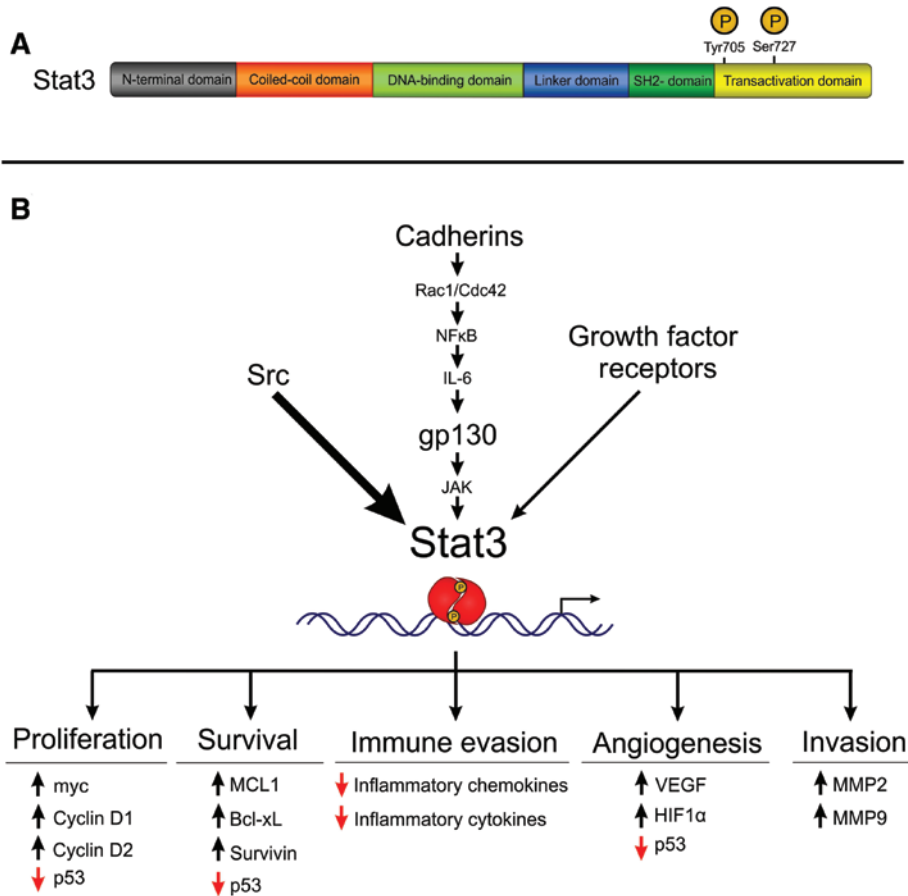 A
P P
Tyr705 Ser727
Stat3
N-terminal domain
Coiled-coil domain
DNA-binding domain
Linker domain
SH2- domain
Transactivation domain
B
Cadherins
Rac1/Cdc42
NFκB
IL-6
gp130
JAK
Src
Growth factor
receptors
Stat3
P
P
Proliferation
myc
Cyclin D1
Cyclin D2
p53
Survival
MCL1
Bcl-xL
Survivin
p53
Immune evasion
Inflammatory chemokines
Inflammatory cytokines
Angiogenesis
VEGF
HIF1α
p53
Invasion
MMP2
MMP9